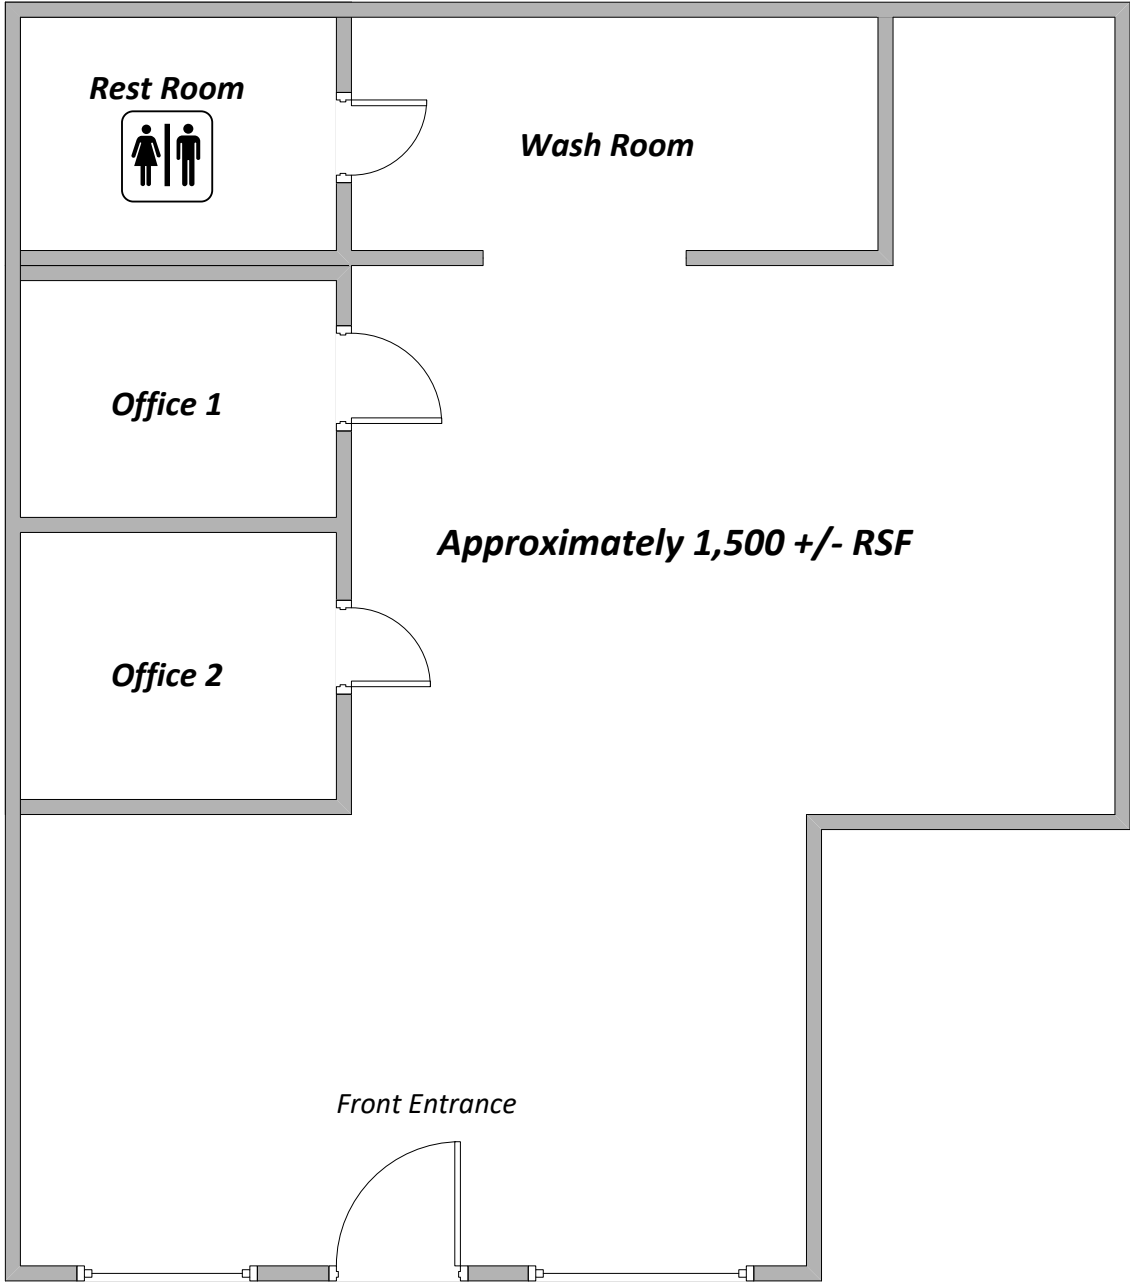 Rest Room
Wash Room
Office 1
Approximately 1,500 +/- RSF
Office 2
Front Entrance